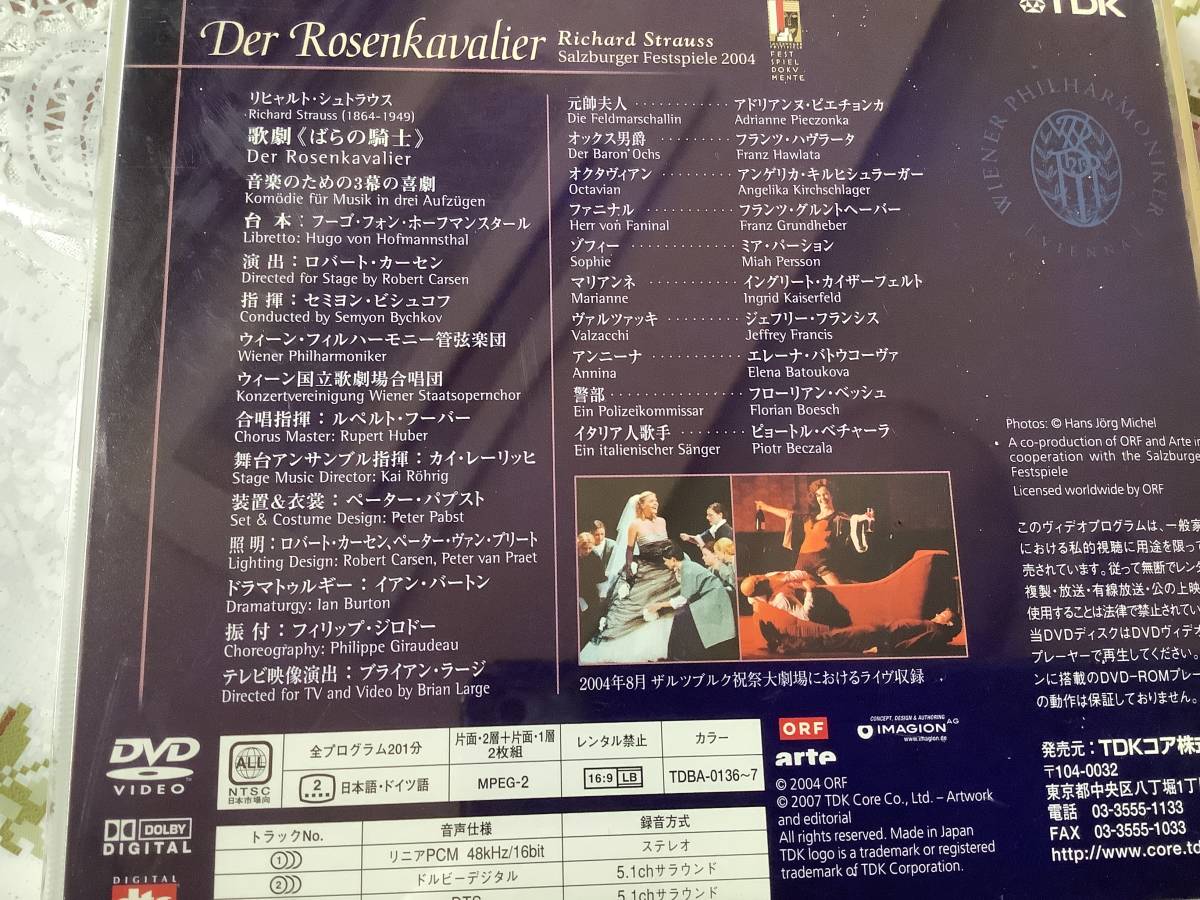 Der Rosenkavalier
Richard Strauss
Salzburger Festspiele 2004
FEST
SPIEL
DOKU
MENTE
TDK
リヒャルト・シュトラウス
Richard Strauss (1864-1949)
歌劇《ばらの騎士》
Der Rosenkavalier
音楽のための3幕の喜劇
Komödie für Musik in drei Aufzügen
台 本：フーゴ・フォン・ホーフマンスタール
Libretto: Hugo von Hofmannsthal
演 出：ロバート・カーセン
Directed for Stage by Robert Carsen
指 揮：セミヨン・ビシュコフ
Conducted by Semyon Bychkov
ウィーン・フィルハーモニー管弦楽団
Wiener Philharmoniker
ウィーン国立歌劇場合唱団
Konzertvereinigung Wiener Staatsopernchor
合唱指揮：ルペルト・フーバー
Chorus Master: Rupert Huber
舞台アンサンブル指揮：カイ・レーリッヒ
Stage Music Director: Kai Röhrig
装置&衣裳：ペーター・パプスト
Set & Costume Design: Peter Pabst
照 明：ロバート・カーセン、ペーター・ヴァン・プリート
Lighting Design: Robert Carsen, Peter van Praet
ドラマトゥルギー：イアン・バートン
Dramaturgy: Ian Burton
振 付：フィリップ・ジロドー
Choreography: Philippe Giraudeau
テレビ映像演出：ブライアン・ラージ
Directed for TV and Video by Brian Large
元帥夫人 ············ アドリアンヌ・ピエチョンカ
Die Feldmarschallin Adrianne Pieczonka
オックス男爵 ········· フランツ・ハヴラータ
Der Baron Ochs Franz Hawlata
オクタヴィアン ········· アンゲリカ・キルヒシュラーガー
Octavian Angelika Kirchschlager
ファニナル ··········· フランツ・グルントヘーバー
Herr von Faninal Franz Grundheber
ゾフィー ············ ミア・パーション
Sophie Miah Persson
マリアンネ ··········· イングリート・カイザーフェルト
Marianne Ingrid Kaiserfeld
ヴァルツァッキ ········· ジェフリー・フランシス
Valzacchi Jeffrey Francis
アンニーナ ··········· エレーナ・バトウコーヴァ
Annina Elena Batoukova
警部 ·············· フローリアン・ベッシュ
Ein Polizeikommissar Florian Boesch
イタリア人歌手 ········ ピョートル・ベチャーラ
Ein italienischer Sänger Piotr Beczala
2004年8月 ザルツブルク祝祭大劇場におけるライヴ収録
WIENER PHILHARMONIKER
VIENNA
Photos: © Hans Jörg Michel
A co-production of ORF and Arte in
cooperation with the Salzburger
Festspiele
Licensed worldwide by ORF
このヴィデオプログラムは、一般家
における私的視聴に用途を限って
売されています。従って無断でレンタ
複製・放送・有線放送・公の上映
使用することは法律で禁止されてい
当DVDディスクはDVDヴィデオ
プレーヤーで再生してください。
ンに搭載のDVD-ROMプレー
の動作は保証しておりません。
DVD
VIDEO
ALL
NTSC
日本市場向
全プログラム201分
片面・2層+片面・1層
2枚組
レンタル禁止
カラー
2 日本語・ドイツ語
MPEG-2
16:9 LB
TDBA-0136~7
DOLBY
DIGITAL
トラックNo. 音声仕様 録音方式
1 リニアPCM 48kHz/16bit ステレオ
2 ドルビーデジタル 5.1chサラウンド
DTS 5.1chサラウンド
DIGITAL
dts
ORF
CONCEPT, DESIGN & AUTHORING
IMAGION AG
www.imagion.de
arte
© 2004 ORF
© 2007 TDK Core Co., Ltd. – Artwork
and editorial
All rights reserved. Made in Japan
TDK logo is a trademark or registered
trademark of TDK Corporation.
発売元：TDKコア株式
〒104-0032
東京都中央区八丁堀1丁
電話 03-3555-1133
FAX 03-3555-1033
http://www.core.td